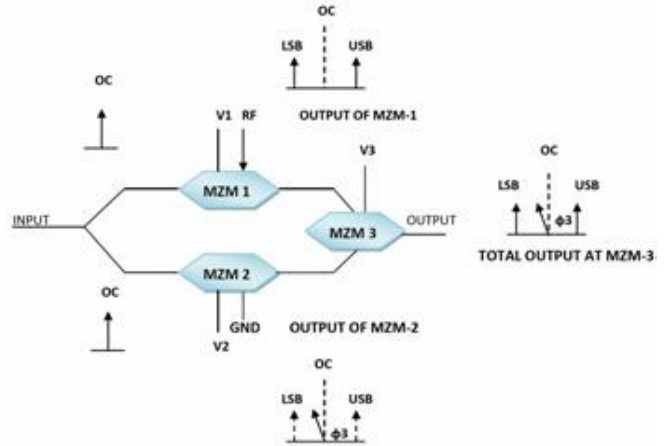 OC
LSB USB
OC
V1 RF
OUTPUT OF MZM-1
V3
OC
MZM 1
LSB USB
INPUT
MZM 3
OUTPUT
ϕ3
TOTAL OUTPUT AT MZM-3
MZM 2
OC
GND
V2
OUTPUT OF MZM-2
OC
LSB USB
ϕ3